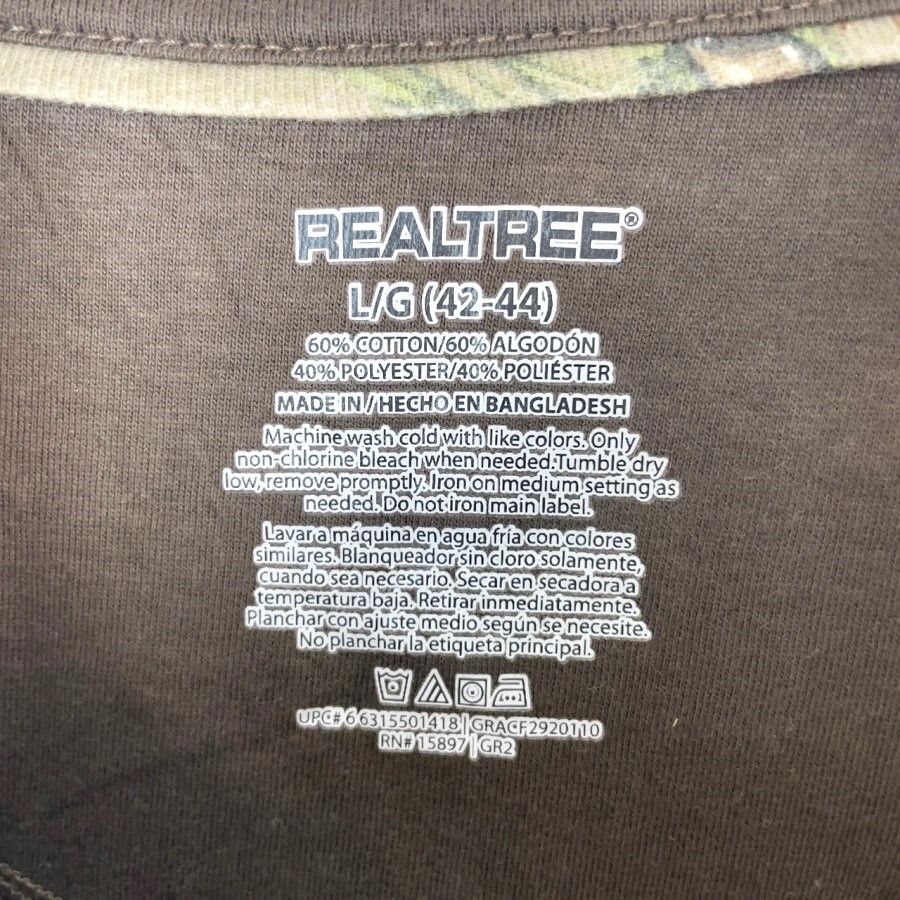 REALTREE®
L/G (42-44)
60% COTTON/60% ALGODÓN
40% POLYESTER/40% POLIÉSTER
MADE IN / HECHO EN BANGLADESH
Machine wash cold with like colors. Only
non-chlorine bleach when needed.Tumble dry
low, remove promptly. Iron on medium setting as
needed. Do not iron main label.
Lavar a máquina en agua fría con colores
similares. Blanqueador sin cloro solamente,
cuando sea necesario. Secar en secadora a
temperatura baja. Retirar inmediatamente.
Planchar con ajuste medio según se necesite.
No planchar la etiqueta principal.
UPC# 6 6315501418 | GRACF2920110
RN# 15897 | GR2